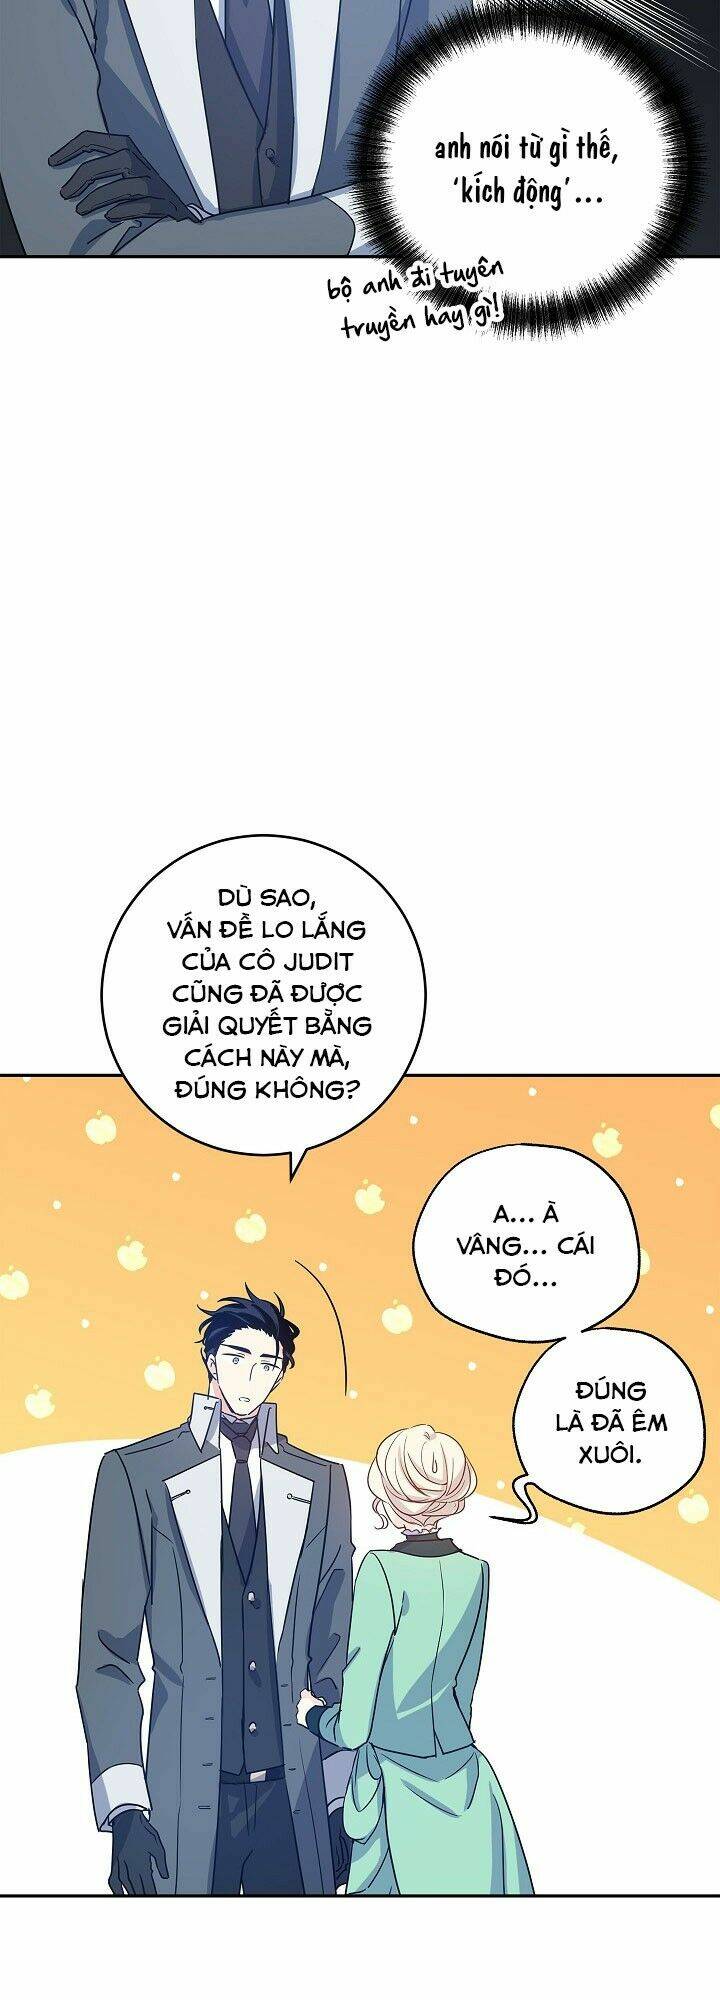 anh nói từ gì thế,
‘kích động’...
bộ anh đi tuyên
truyền hay gì!
DÙ SAO,
VẤN ĐỀ LO LẮNG
CỦA CÔ JUDIT
CŨNG ĐÃ ĐƯỢC
GIẢI QUYẾT BẰNG
CÁCH NÀY MÀ,
ĐÚNG KHÔNG?
A... À
VÂNG... CÁI
ĐÓ...
ĐÚNG
LÀ ĐÃ ÊM
XUÔI.